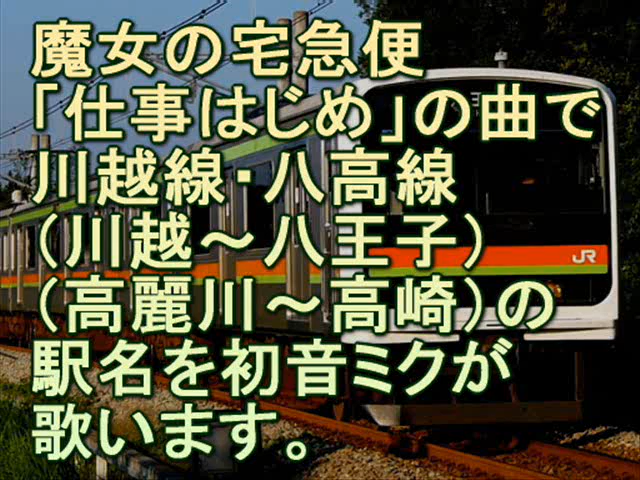 魔女の宅急便
「仕事はじめ」の曲で
川越線・八高線
（川越～八王子）
（高麗川～高崎）の
駅名を初音ミクが
歌います。
JR